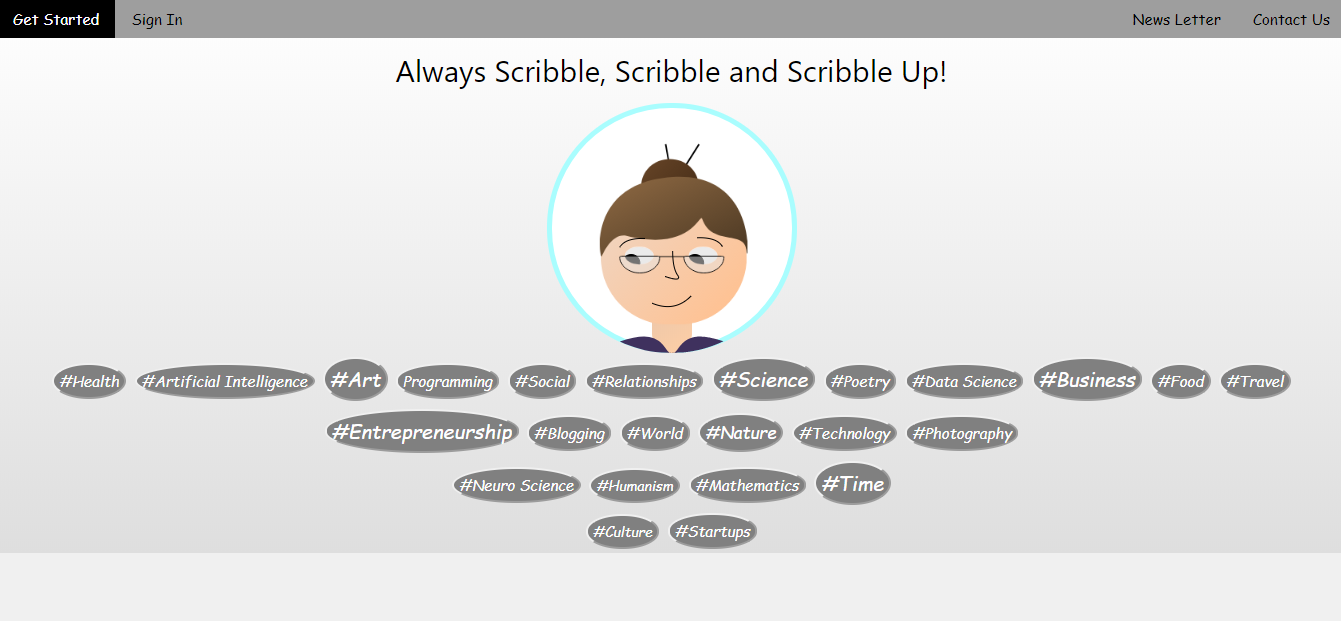 Get Started Sign In News Letter Contact Us
Always Scribble, Scribble and Scribble Up!
#Health #Artificial Intelligence #Art Programming #Social #Relationships #Science #Poetry #Data Science #Business #Food #Travel
#Entrepreneurship #Blogging #World #Nature #Technology #Photography
#Neuro Science #Humanism #Mathematics #Time
#Culture #Startups